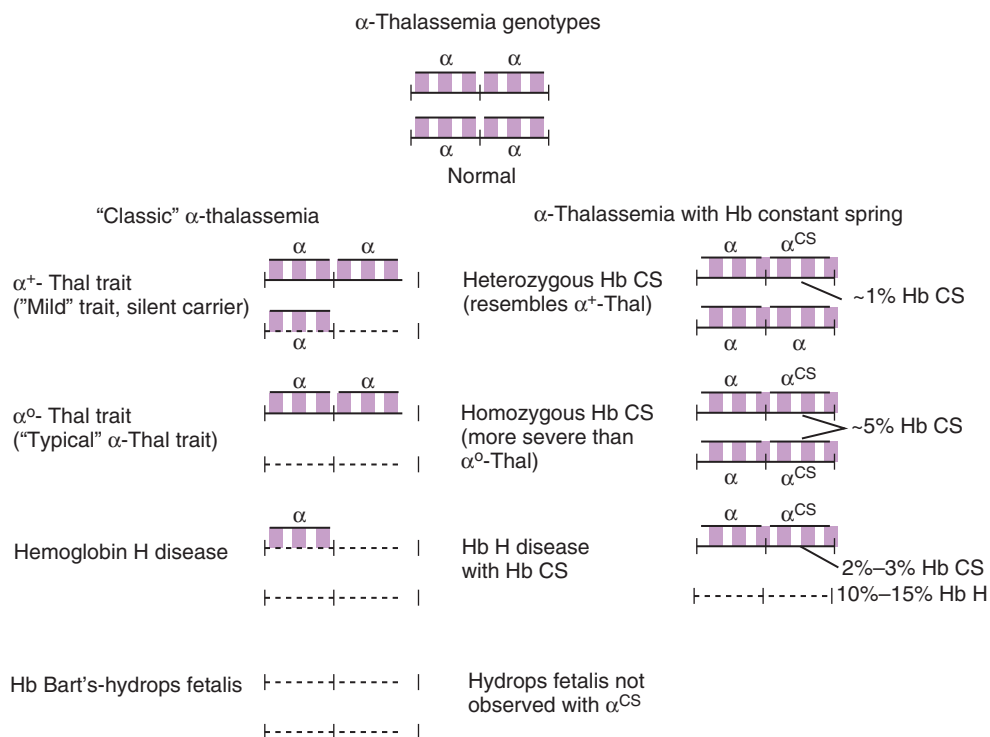 α-Thalassemia genotypes
α α
α α
Normal
"Classic" α-thalassemia
α α
α⁺- Thal trait
("Mild" trait, silent carrier)
α
α α
αᵒ- Thal trait
("Typical" α-Thal trait)
α
Hemoglobin H disease
Hb Bart's-hydrops fetalis
α-Thalassemia with Hb constant spring
α αCS
Heterozygous Hb CS
(resembles α⁺-Thal)
~1% Hb CS
α α
α αCS
Homozygous Hb CS
(more severe than
αᵒ-Thal)
~5% Hb CS
α αCS
α αCS
Hb H disease
with Hb CS
2%–3% Hb CS
10%–15% Hb H
Hydrops fetalis not
observed with αCS